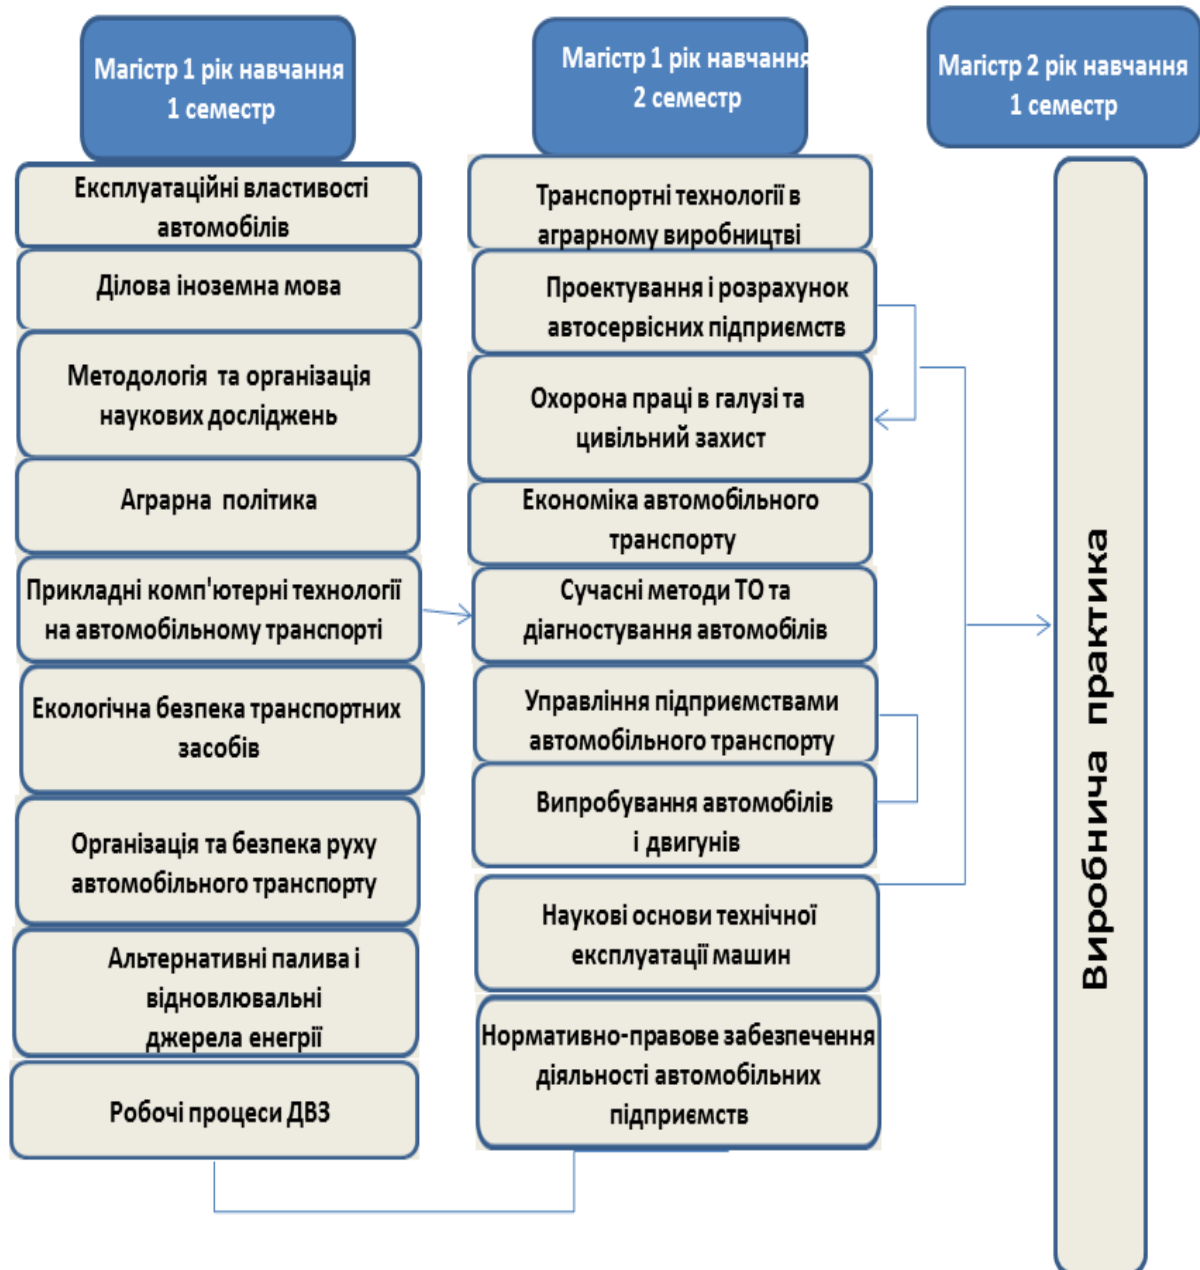 Магістр 1 рік навчання
1 семестр
Експлуатаційні властивості
автомобілів
Ділова іноземна мова
Методологія та організація
наукових досліджень
Аграрна політика
Прикладні комп'ютерні технології
на автомобільному транспорті
Екологічна безпека транспортних
засобів
Організація та безпека руху
автомобільного транспорту
Альтернативні палива і
відновлювальні
джерела енегрії
Робочі процеси ДВЗ
Магістр 1 рік навчання
2 семестр
Транспортні технології в
аграрному виробництві
Проектування і розрахунок
автосервісних підприємств
Охорона праці в галузі та
цивільний захист
Економіка автомобільного
транспорту
Сучасні методи ТО та
діагностування автомобілів
Управління підприємствами
автомобільного транспорту
Випробування автомобілів
і двигунів
Наукові основи технічної
експлуатації машин
Нормативно-правове забезпечення
діяльності автомобільних
підприємств
Магістр 2 рік навчання
1 семестр
Виробнича практика